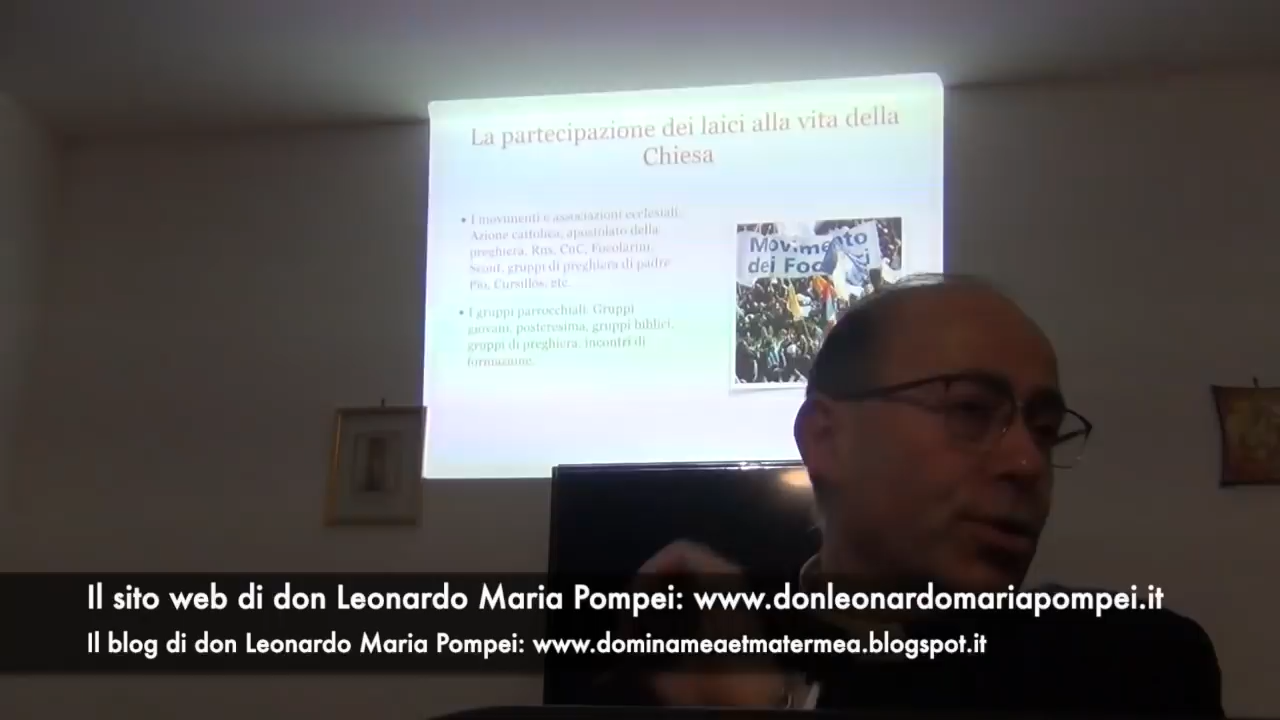 La partecipazione dei laici alla vita della
Chiesa
• I movimenti e associazioni ecclesiali.
Azione cattolica, apostolato della
preghiera, Rns, CnC, Focolarini,
Scout, gruppi di preghiera di padre
Pio, Cursillos, etc.
• I gruppi parrocchiali. Gruppi
giovani, postcresima, gruppi biblici,
gruppi di preghiera, incontri di
formazione.
Movimento
dei Foc
Il sito web di don Leonardo Maria Pompei: www.donleonardomariapompei.it
Il blog di don Leonardo Maria Pompei: www.dominameaetmatermea.blogspot.it